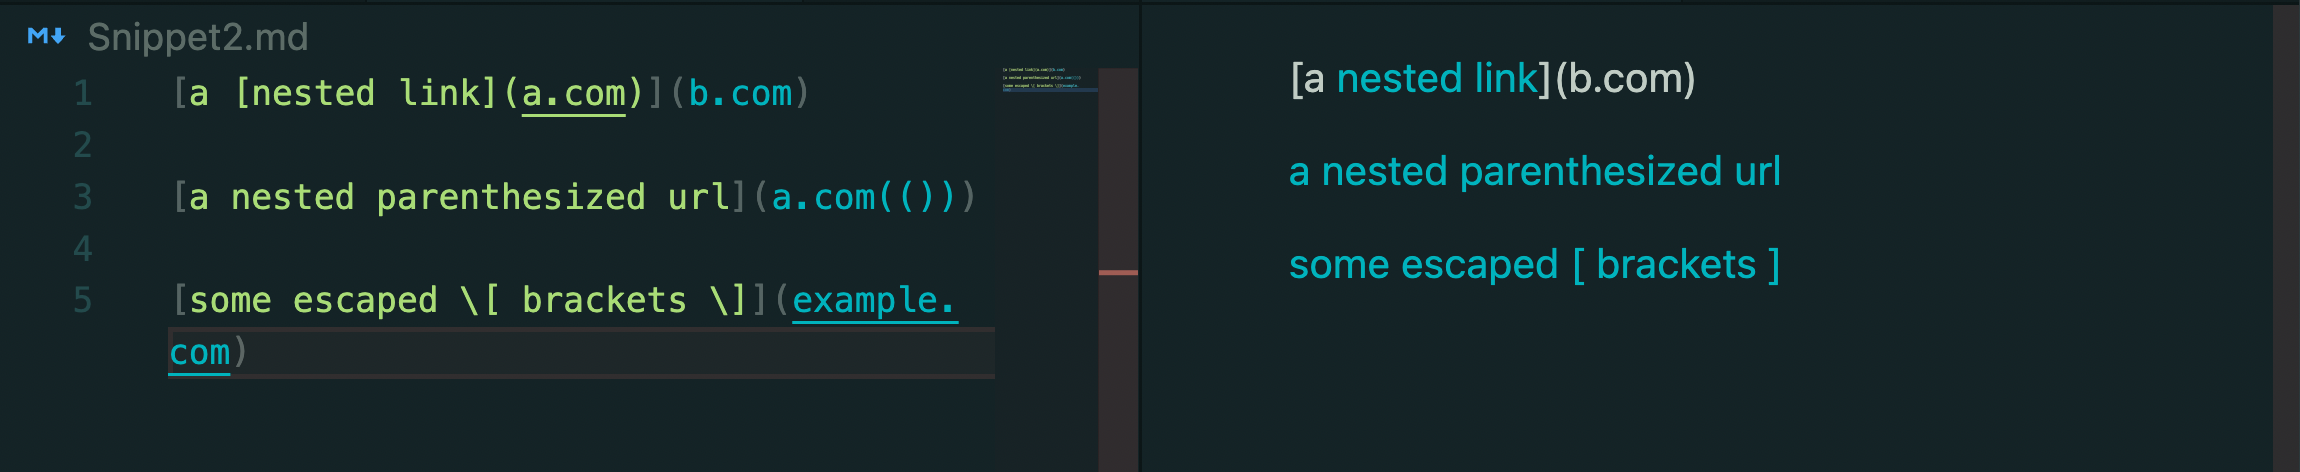 M↓ Snippet2.md
1 [a [nested link](a.com)](b.com)
2
3 [a nested parenthesized url](a.com(()))
4
5 [some escaped \[ brackets \]](example.
com)
[a nested link](b.com)
a nested parenthesized url
some escaped [ brackets ]